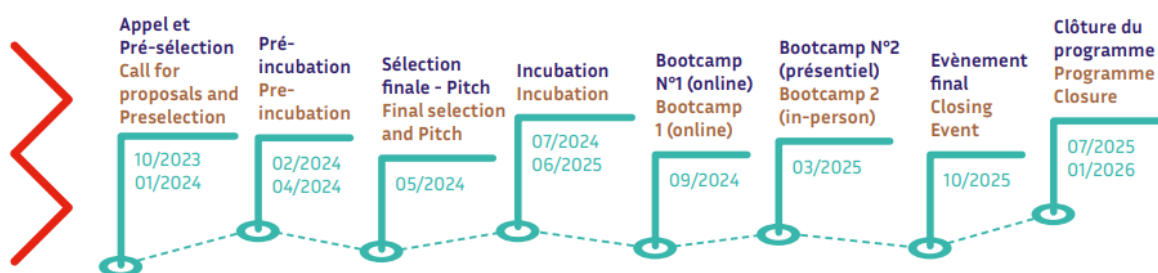 Appel et
Pré-sélection
Call for
proposals and
Preselection
10/2023
01/2024
Pré-
incubation
Pre-
incubation
02/2024
04/2024
Sélection
finale - Pitch
Final selection
and Pitch
05/2024
Incubation
Incubation
07/2024
06/2025
Bootcamp
N°1 (online)
Bootcamp
1 (online)
09/2024
Bootcamp N°2
(présentiel)
Bootcamp 2
(in-person)
03/2025
Evènement
final
Closing
Event
10/2025
Clôture du
programme
Programme
Closure
07/2025
01/2026